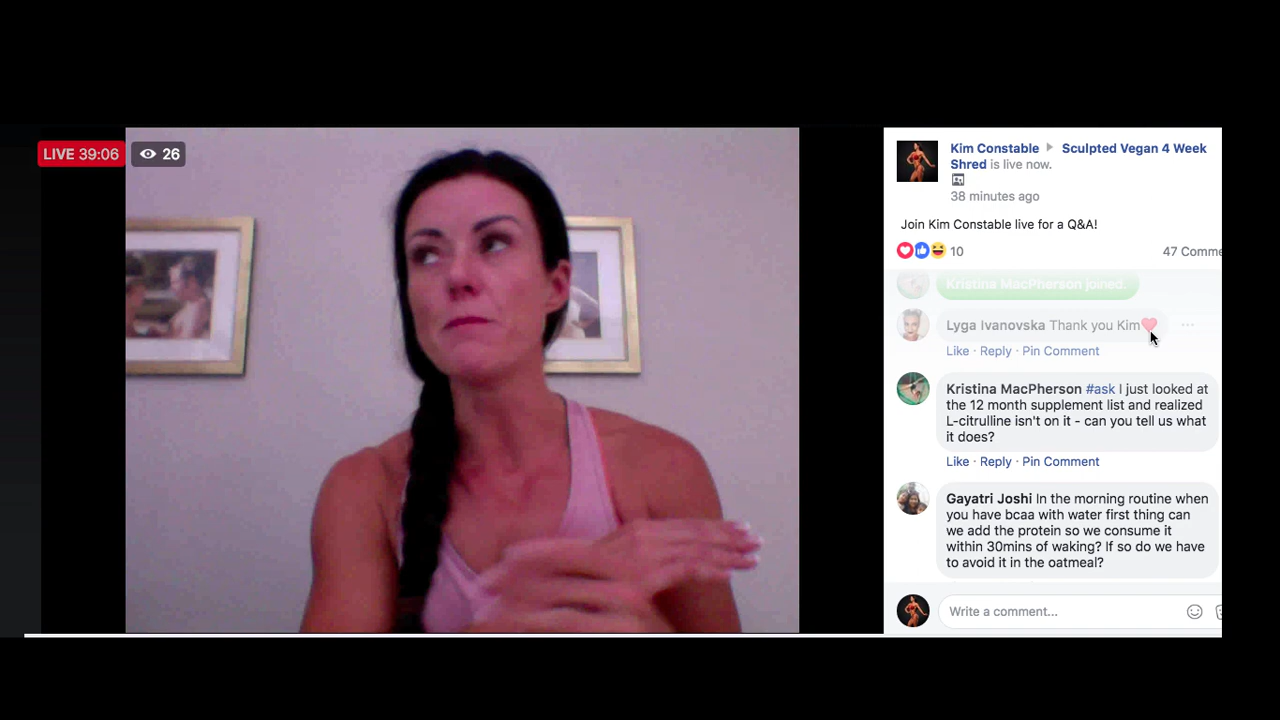 LIVE 39:06
26
Kim Constable ▶ Sculpted Vegan 4 Week
Shred is live now.
38 minutes ago
Join Kim Constable live for a Q&A!
10
47 Comme
Kristina MacPherson joined.
Lyga Ivanovska Thank you Kim❤️
Like · Reply · Pin Comment
Kristina MacPherson #ask I just looked at
the 12 month supplement list and realized
L-citrulline isn't on it - can you tell us what
it does?
Like · Reply · Pin Comment
Gayatri Joshi In the morning routine when
you have bcaa with water first thing can
we add the protein so we consume it
within 30mins of waking? If so do we have
to avoid it in the oatmeal?
Write a comment...